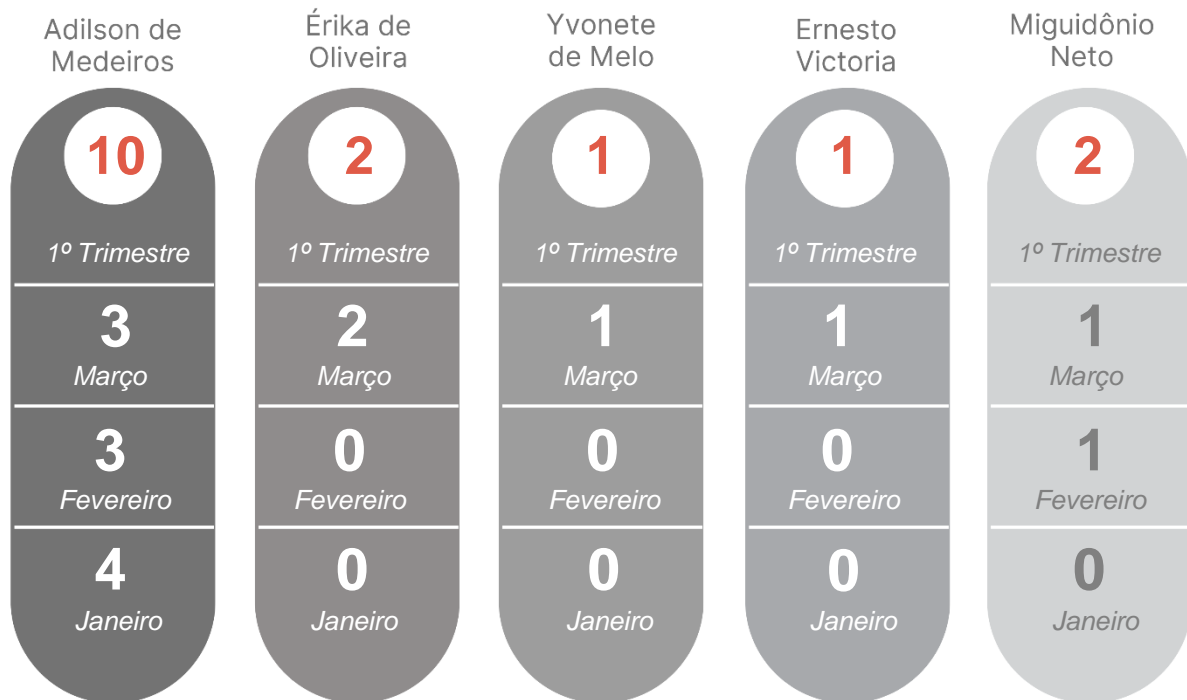 Adilson de
Medeiros
10
1º Trimestre
3
Março
3
Fevereiro
4
Janeiro
Érika de
Oliveira
2
1º Trimestre
2
Março
0
Fevereiro
0
Janeiro
Yvonete
de Melo
1
1º Trimestre
1
Março
0
Fevereiro
0
Janeiro
Ernesto
Victoria
1
1º Trimestre
1
Março
0
Fevereiro
0
Janeiro
Miguidônio
Neto
2
1º Trimestre
1
Março
1
Fevereiro
0
Janeiro